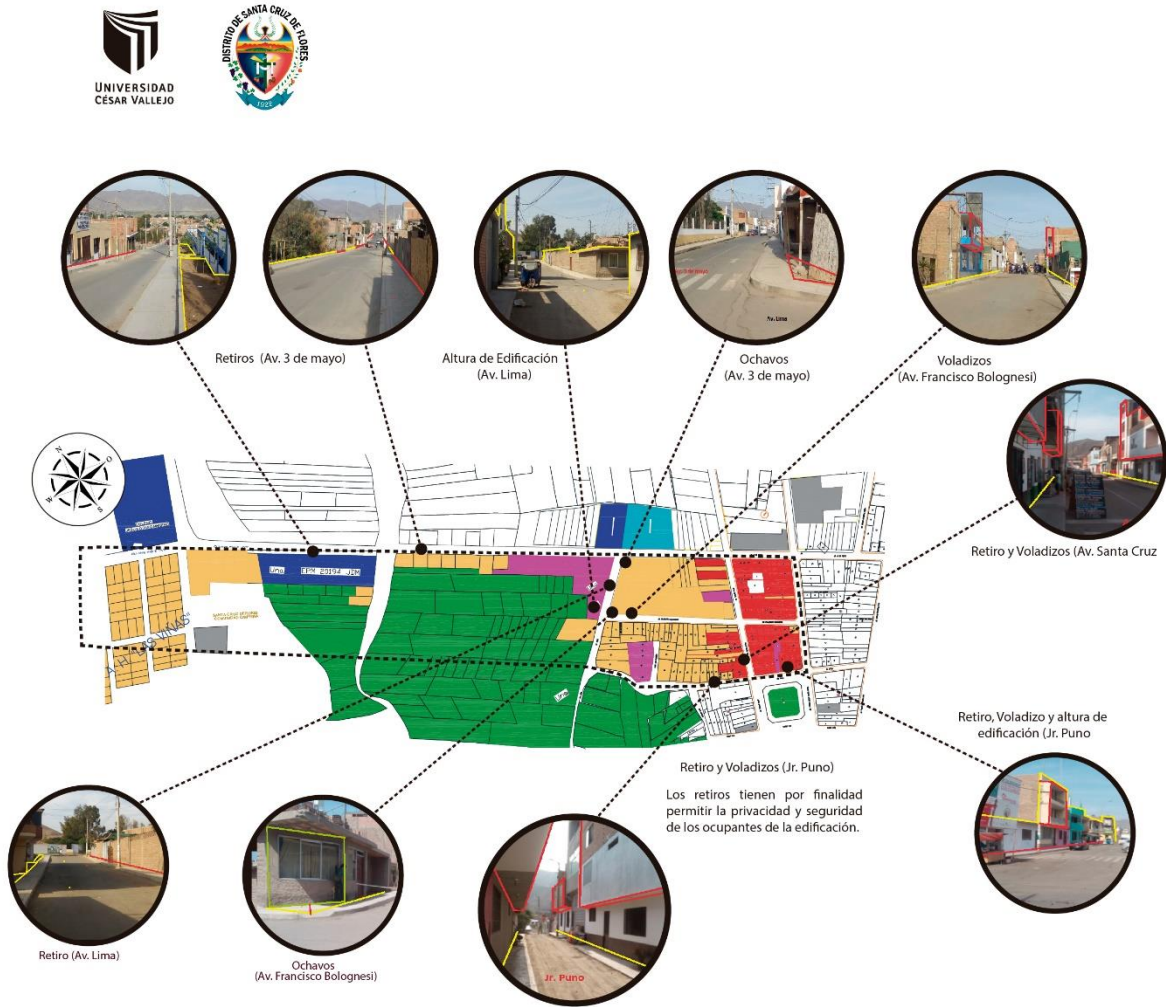 UNIVERSIDAD
CÉSAR VALLEJO
DISTRITO DE SANTA CRUZ DE FLORES
1922
Av. Lima
Retiros (Av. 3 de mayo)
Altura de Edificación
(Av. Lima)
Ochavos
(Av. 3 de mayo)
Voladizos
(Av. Francisco Bolognesi)
Retiro y Voladizos (Av. Santa Cruz
N
O
W
S
A. H. "LAS VIÑAS"
Retiro, Voladizo y altura de
edificación (Jr. Puno
Retiro y Voladizos (Jr. Puno)
Los retiros tienen por finalidad
permitir la privacidad y seguridad
de los ocupantes de la edificación.
Retiro (Av. Lima)
Ochavos
(Av. Francisco Bolognesi)
Jr. Puno